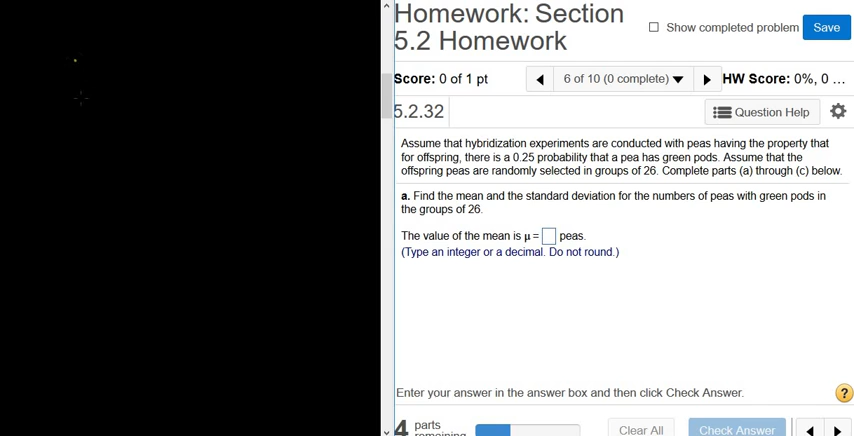 Homework: Section
5.2 Homework
Show completed problem
Save
Score: 0 of 1 pt
6 of 10 (0 complete)
HW Score: 0%, 0 ...
5.2.32
Question Help
Assume that hybridization experiments are conducted with peas having the property that
for offspring, there is a 0.25 probability that a pea has green pods. Assume that the
offspring peas are randomly selected in groups of 26. Complete parts (a) through (c) below.
a. Find the mean and the standard deviation for the numbers of peas with green pods in
the groups of 26.
The value of the mean is μ = peas.
(Type an integer or a decimal. Do not round.)
Enter your answer in the answer box and then click Check Answer.
?
4 parts
remaining
Clear All
Check Answer